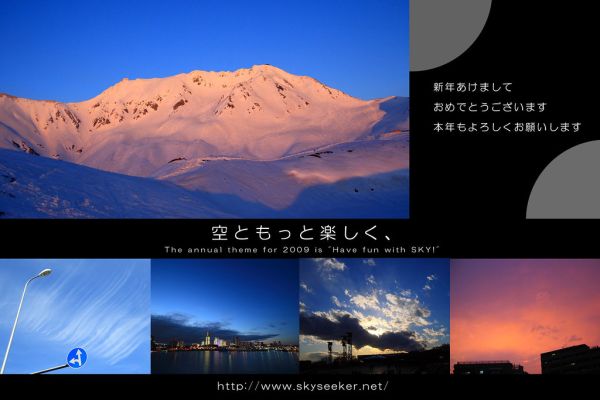 新年あけまして
おめでとうございます
本年もよろしくお願いします
空ともっと楽しく、
The annual theme for 2009 is "Have fun with SKY!"
http://www.skyseeker.net/